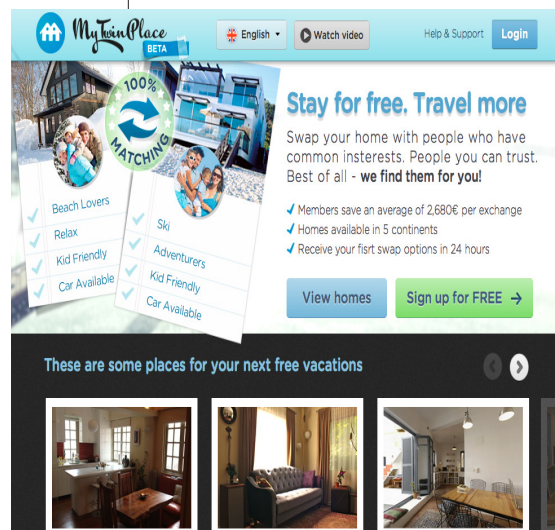 MyTwinPlace
BETA
English
Watch video
Help & Support
Login
100%
MATCHING
Beach Lovers
Relax
Kid Friendly
Car Available
Ski
Adventurers
Kid Friendly
Car Available
Stay for free. Travel more
Swap your home with people who have
common insterests. People you can trust.
Best of all - we find them for you!
Members save an average of 2,680€ per exchange
Homes available in 5 continents
Receive your fisrt swap options in 24 hours
View homes
Sign up for FREE →
These are some places for your next free vacations